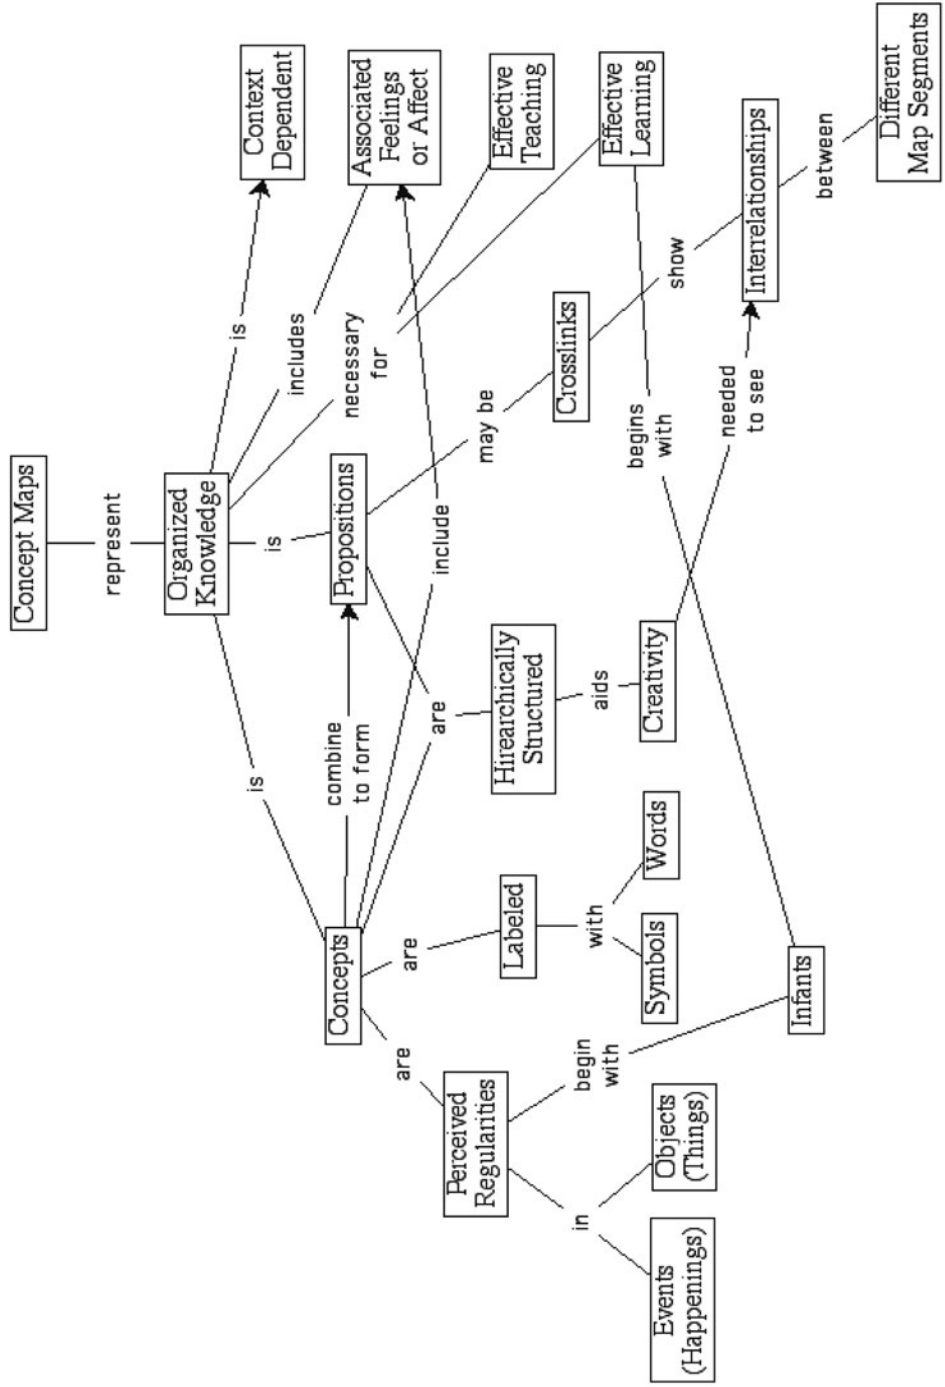 Concept Maps
represent
Organized
Knowledge
is
is
is
includes
necessary
for
Context
Dependent
Associated
Feelings
or Affect
Effective
Teaching
Effective
Learning
Concepts
combine
to form
Propositions
include
may be
Crosslinks
show
Interrelationships
between
Different
Map Segments
are
are
are
Perceived
Regularities
Labeled
Hirearchically
Structured
begins
with
needed
to see
aids
Creativity
with
Symbols
Words
begin
with
Infants
in
Events
(Happenings)
Objects
(Things)